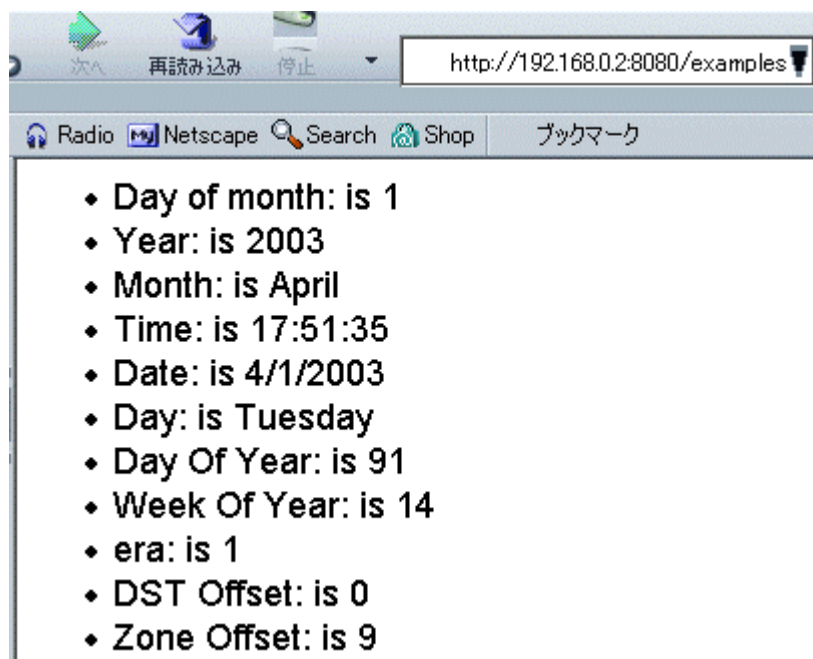 次へ 再読み込み 停止 http://192.168.0.2:8080/examples
Radio My Netscape Search Shop ブックマーク
Day of month: is 1
Year: is 2003
Month: is April
Time: is 17:51:35
Date: is 4/1/2003
Day: is Tuesday
Day Of Year: is 91
Week Of Year: is 14
era: is 1
DST Offset: is 0
Zone Offset: is 9